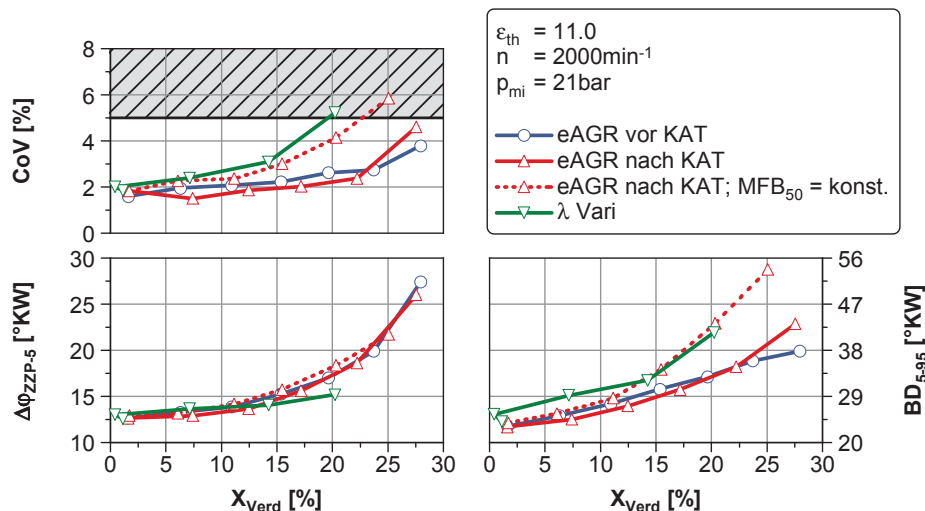 CoV [%]
8
6
4
2
0
ε_th = 11.0
n = 2000min⁻¹
p_mi = 21bar
eAGR vor KAT
eAGR nach KAT
eAGR nach KAT; MFB₅₀ = konst.
λ Vari
Δφ_ZZP-5 [°KW]
30
25
20
15
10
0 5 10 15 20 25 30
X_Verd [%]
56
47
38
29
20
BD₅₋₉₅ [°KW]
0 5 10 15 20 25 30
X_Verd [%]